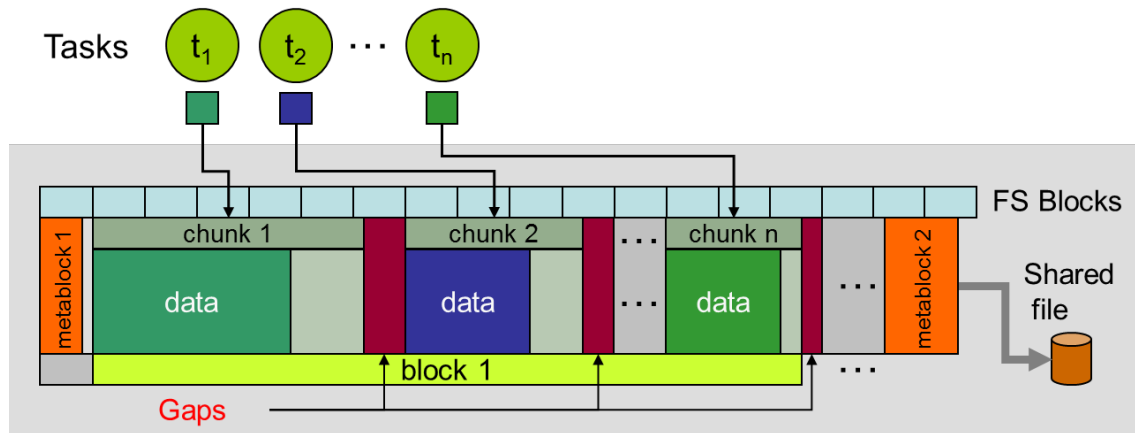 Tasks
t1
t2
...
tn
FS Blocks
metablock 1
chunk 1
chunk 2
...
chunk n
metablock 2
data
data
...
data
...
Shared
file
block 1
...
Gaps